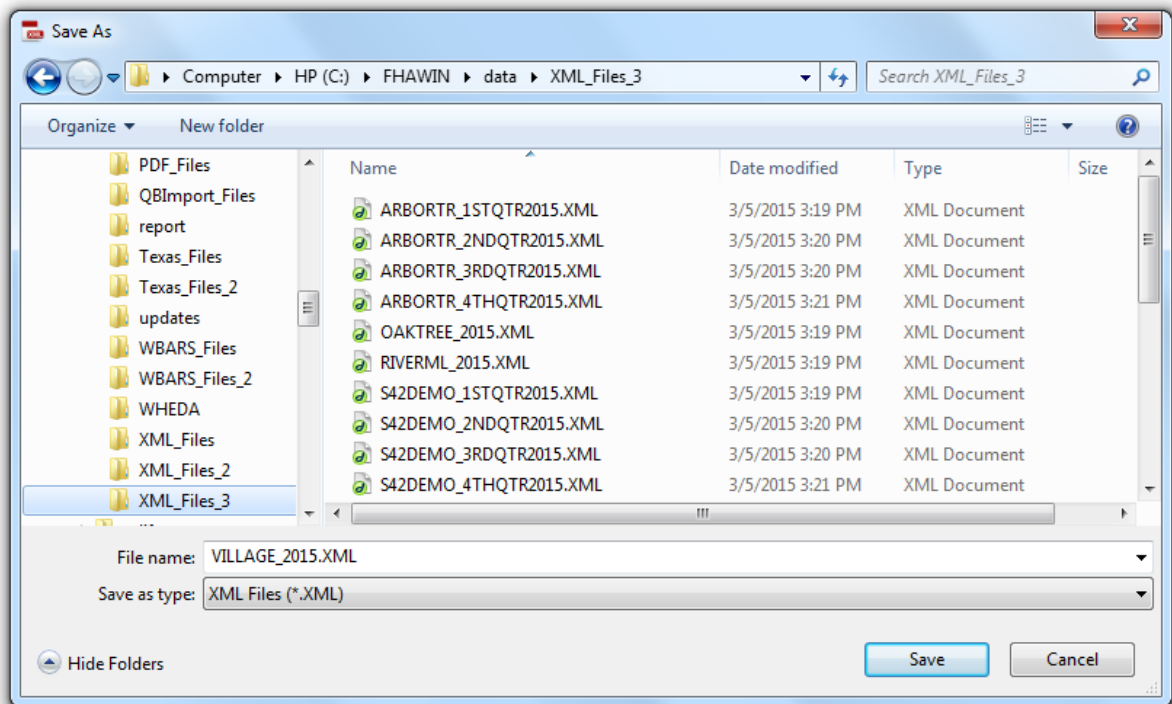 Save As
Computer HP (C:) FHAWIN data XML_Files_3 Search XML_Files_3
Organize New folder
PDF_Files
QBImport_Files
report
Texas_Files
Texas_Files_2
updates
WBARS_Files
WBARS_Files_2
WHEDA
XML_Files
XML_Files_2
XML_Files_3
Name Date modified Type Size
ARBORTR_1STQTR2015.XML 3/5/2015 3:19 PM XML Document
ARBORTR_2NDQTR2015.XML 3/5/2015 3:20 PM XML Document
ARBORTR_3RDQTR2015.XML 3/5/2015 3:20 PM XML Document
ARBORTR_4THQTR2015.XML 3/5/2015 3:21 PM XML Document
OAKTREE_2015.XML 3/5/2015 3:19 PM XML Document
RIVERML_2015.XML 3/5/2015 3:19 PM XML Document
S42DEMO_1STQTR2015.XML 3/5/2015 3:19 PM XML Document
S42DEMO_2NDQTR2015.XML 3/5/2015 3:20 PM XML Document
S42DEMO_3RDQTR2015.XML 3/5/2015 3:20 PM XML Document
S42DEMO_4THQTR2015.XML 3/5/2015 3:21 PM XML Document
File name: VILLAGE_2015.XML
Save as type: XML Files (*.XML)
Hide Folders Save Cancel